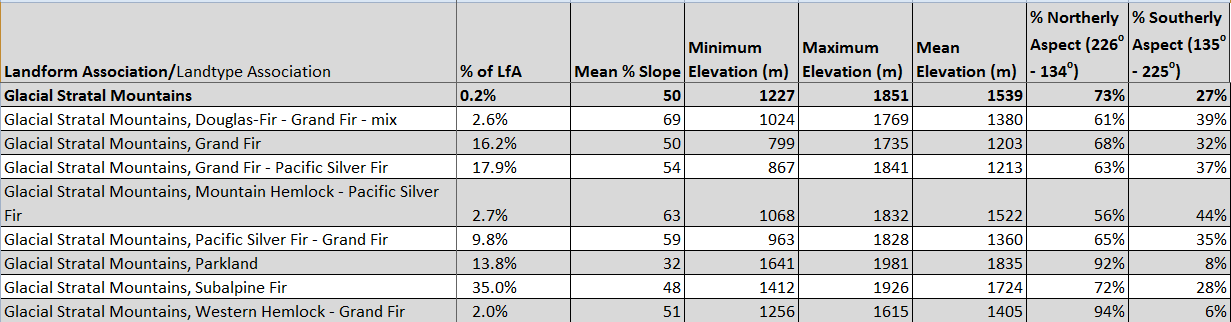 Landform Association/Landtype Association % of LfA Mean % Slope Minimum Elevation (m) Maximum Elevation (m) Mean Elevation (m) % Northerly Aspect (226° - 134°) % Southerly Aspect (135° - 225°)
Glacial Stratal Mountains 0.2% 50 1227 1851 1539 73% 27%
Glacial Stratal Mountains, Douglas-Fir - Grand Fir - mix 2.6% 69 1024 1769 1380 61% 39%
Glacial Stratal Mountains, Grand Fir 16.2% 50 799 1735 1203 68% 32%
Glacial Stratal Mountains, Grand Fir - Pacific Silver Fir 17.9% 54 867 1841 1213 63% 37%
Glacial Stratal Mountains, Mountain Hemlock - Pacific Silver
Fir 2.7% 63 1068 1832 1522 56% 44%
Glacial Stratal Mountains, Pacific Silver Fir - Grand Fir 9.8% 59 963 1828 1360 65% 35%
Glacial Stratal Mountains, Parkland 13.8% 32 1641 1981 1835 92% 8%
Glacial Stratal Mountains, Subalpine Fir 35.0% 48 1412 1926 1724 72% 28%
Glacial Stratal Mountains, Western Hemlock - Grand Fir 2.0% 51 1256 1615 1405 94% 6%